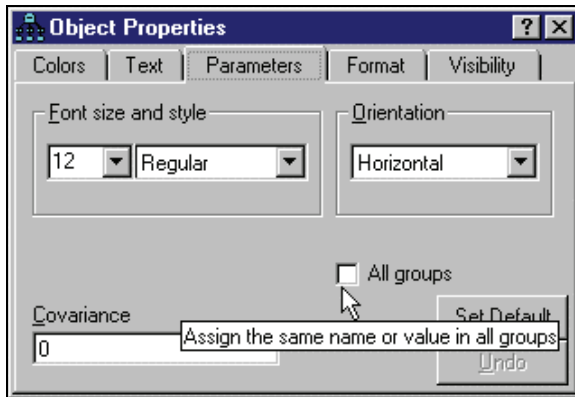 Object Properties
Colors Text Parameters Format Visibility
Font size and style Orientation
12 Regular Horizontal
All groups
Covariance Set Default
Assign the same name or value in all groups
0 Undo